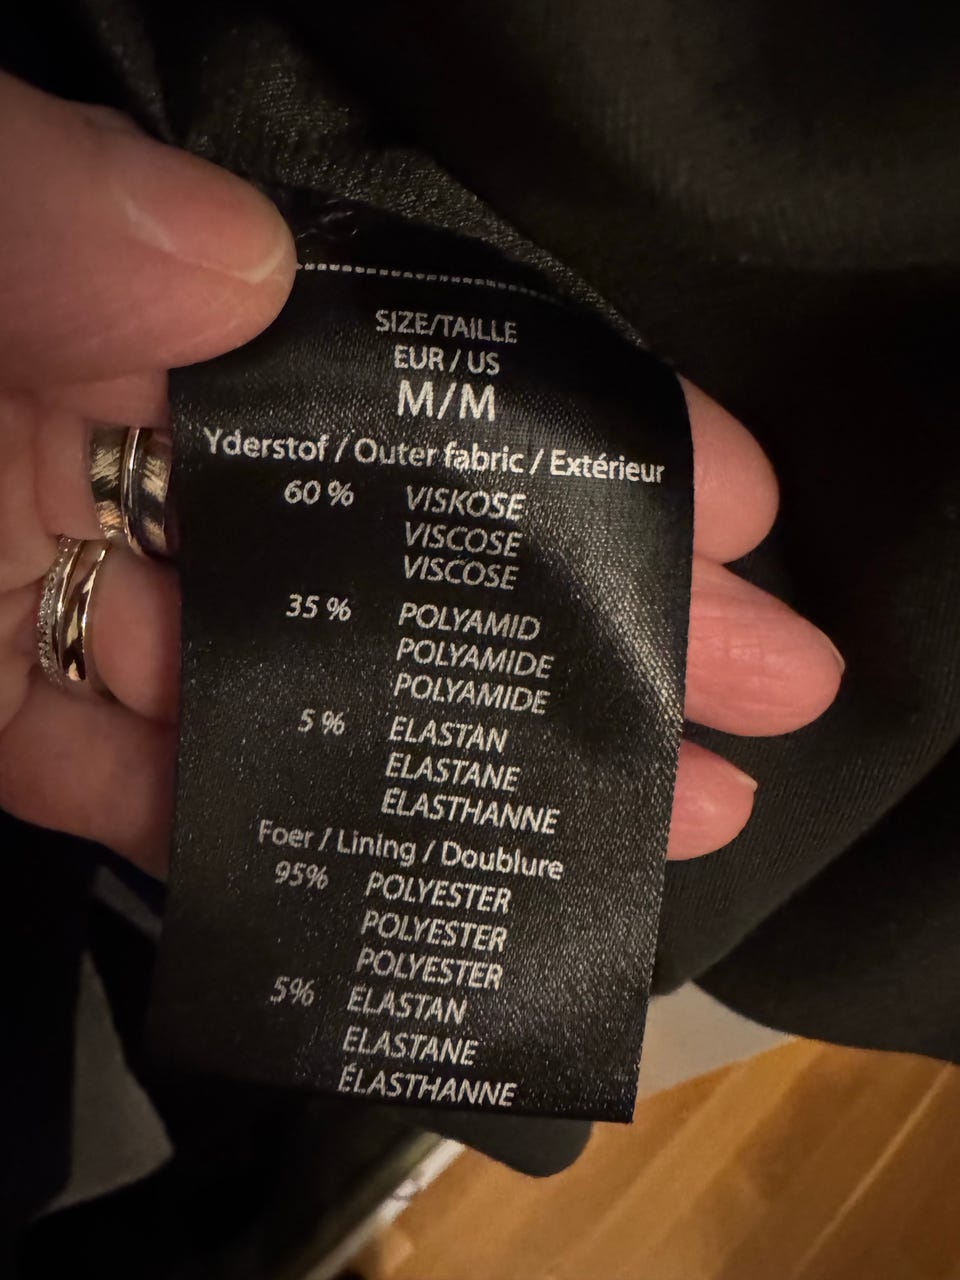 SIZE/TAILLE
EUR / US
M/M
Yderstof / Outer fabric / Extérieur
60 % VISKOSE
VISCOSE
VISCOSE
35 % POLYAMID
POLYAMIDE
POLYAMIDE
5 % ELASTAN
ELASTANE
ÉLASTHANNE
Foer / Lining / Doublure
95% POLYESTER
POLYESTER
POLYESTER
5% ELASTAN
ELASTANE
ÉLASTHANNE